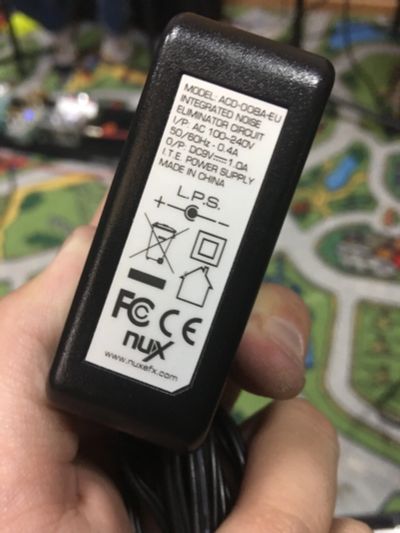 MODEL: ACD-008A-EU
INTEGRATED NOISE
ELIMINATOR CIRCUIT
I/P: AC 100-240V
50/60Hz - 0.4A
O/P: DC9V⎓1.0A
I.T.E. POWER SUPPLY
MADE IN CHINA
L.P.S.
+ -
FC CE
nux
www.nuxefx.com